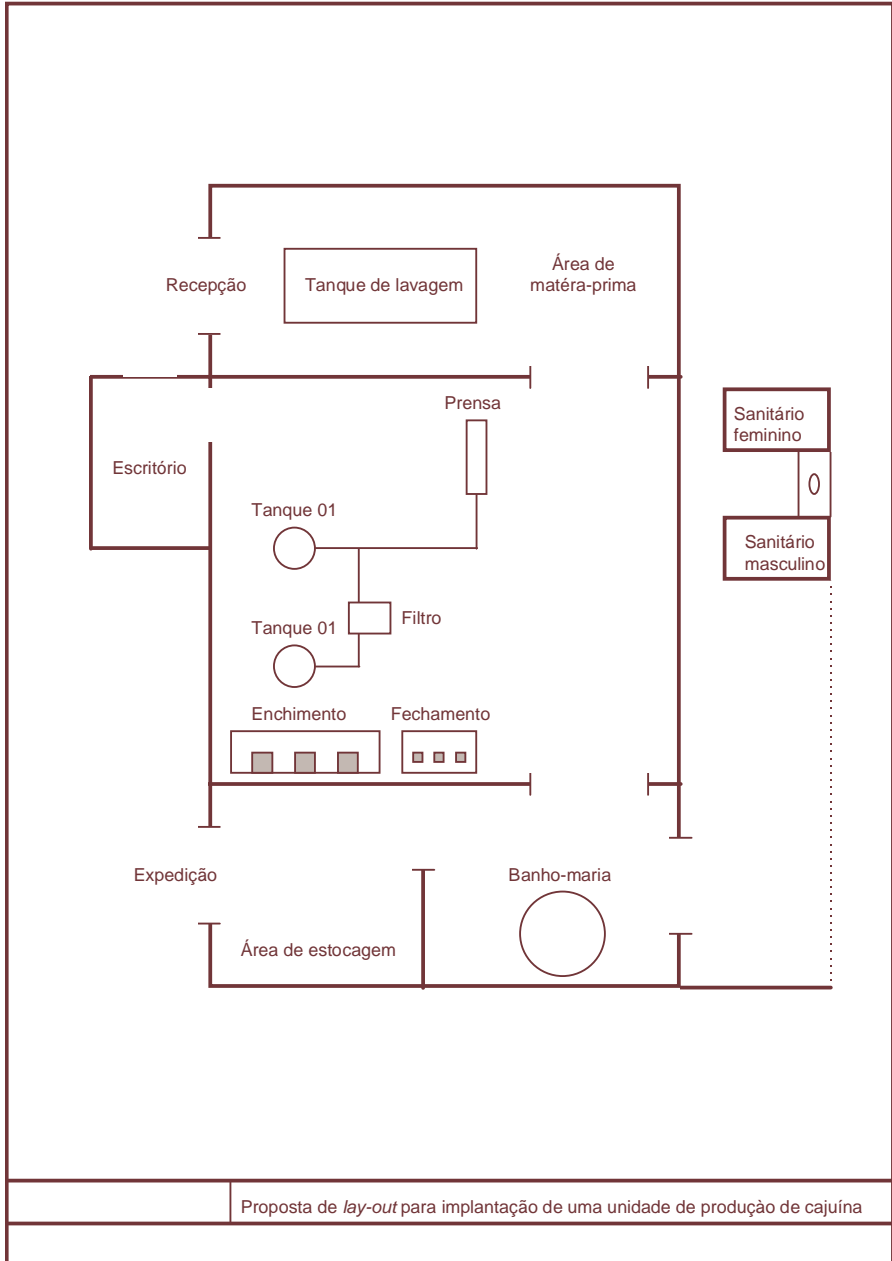 Recepção
Tanque de lavagem
Área de
matéra-prima
Prensa
Sanitário
feminino
Escritório
Tanque 01
Sanitário
masculino
Filtro
Tanque 01
Enchimento
Fechamento
Expedição
Banho-maria
Área de estocagem
Proposta de lay-out para implantação de uma unidade de produçào de cajuína